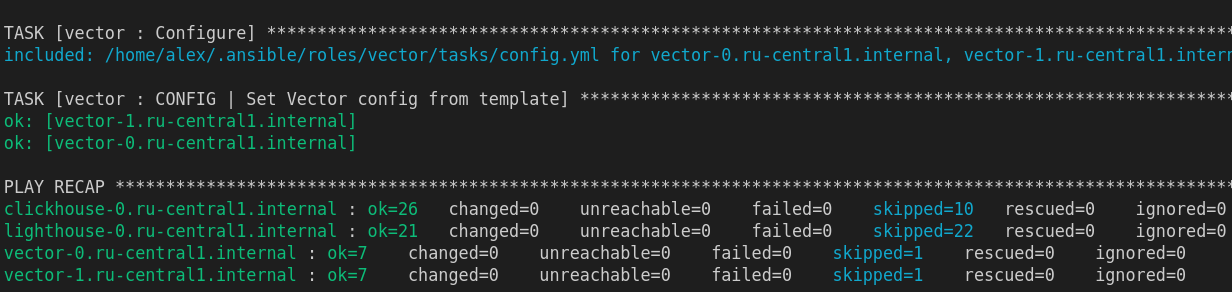 TASK [vector : Configure] ************************************************************************************************
included: /home/alex/.ansible/roles/vector/tasks/config.yml for vector-0.ru-central1.internal, vector-1.ru-central1.intern

TASK [vector : CONFIG | Set Vector config from template] *****************************************************************
ok: [vector-1.ru-central1.internal]
ok: [vector-0.ru-central1.internal]

PLAY RECAP ***************************************************************************************************************
clickhouse-0.ru-central1.internal : ok=26   changed=0    unreachable=0    failed=0    skipped=10   rescued=0    ignored=0
lighthouse-0.ru-central1.internal : ok=21   changed=0    unreachable=0    failed=0    skipped=22   rescued=0    ignored=0
vector-0.ru-central1.internal : ok=7    changed=0    unreachable=0    failed=0    skipped=1    rescued=0    ignored=0
vector-1.ru-central1.internal : ok=7    changed=0    unreachable=0    failed=0    skipped=1    rescued=0    ignored=0